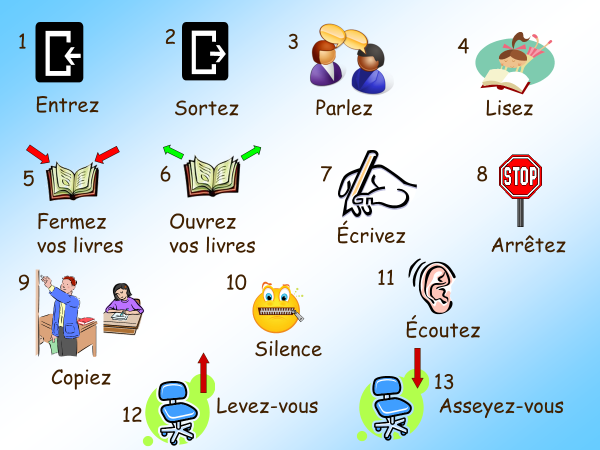 1
Entrez
2
Sortez
3
Parlez
4
Lisez
5
Fermez
vos livres
6
Ouvrez
vos livres
7
Écrivez
8
STOP
Arrêtez
9
Copiez
10
Silence
11
Écoutez
12
Levez-vous
13
Asseyez-vous